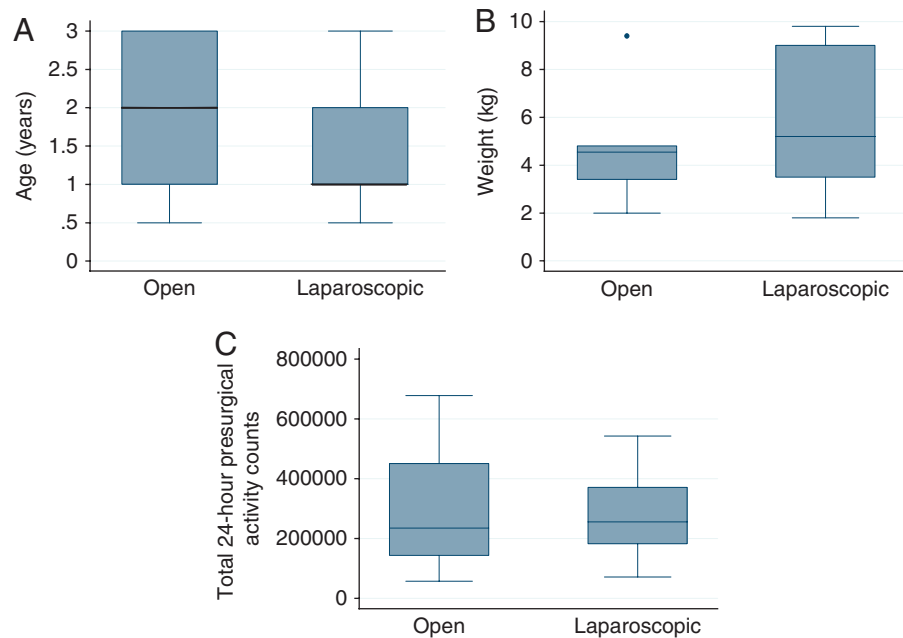 A
Age (years)
3
2.5
2
1.5
1
.5
0
Open
Laparoscopic
B
Weight (kg)
10
8
6
4
2
0
Open
Laparoscopic
C
Total 24-hour presurgical
activity counts
800000
600000
400000
200000
0
Open
Laparoscopic